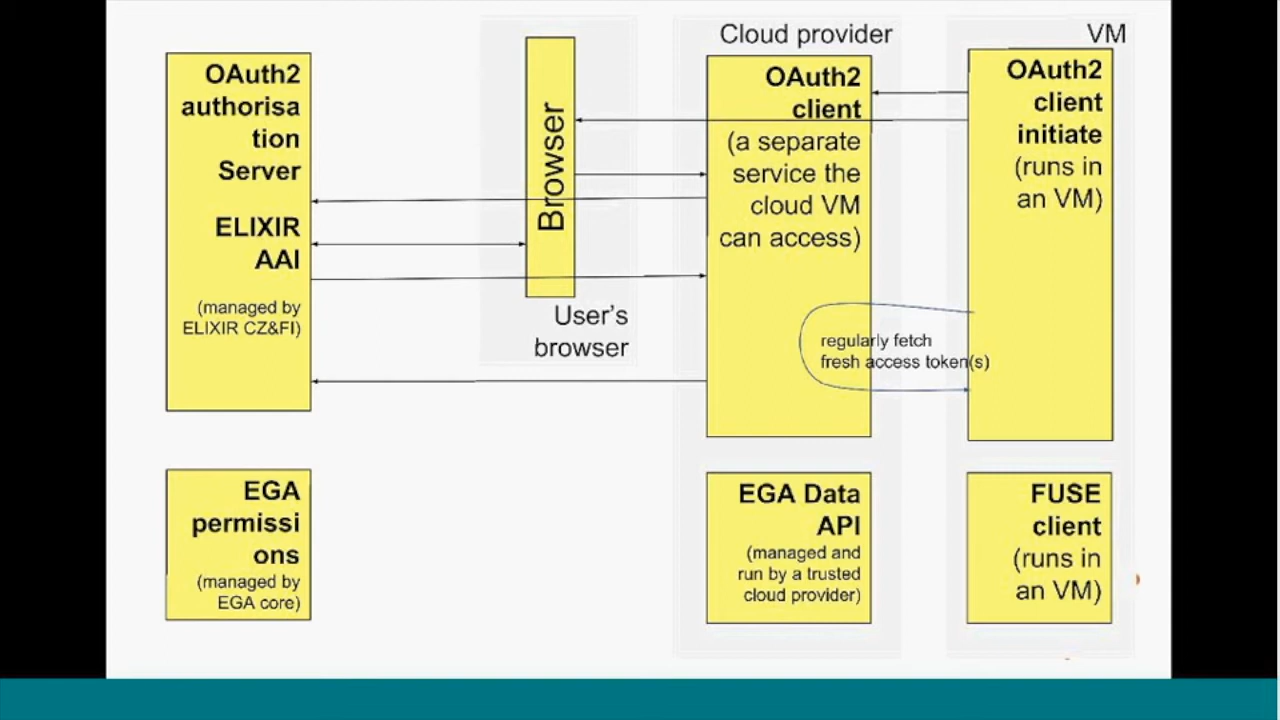 OAuth2
authorisa
tion
Server
ELIXIR
AAI
(managed by
ELIXIR CZ&FI)
Browser
User's
browser
Cloud provider
OAuth2
client
(a separate
service the
cloud VM
can access)
VM
OAuth2
client
initiate
(runs in
an VM)
regularly fetch
fresh access token(s)
EGA
permissi
ons
(managed by
EGA core)
EGA Data
API
(managed and
run by a trusted
cloud provider)
FUSE
client
(runs in
an VM)